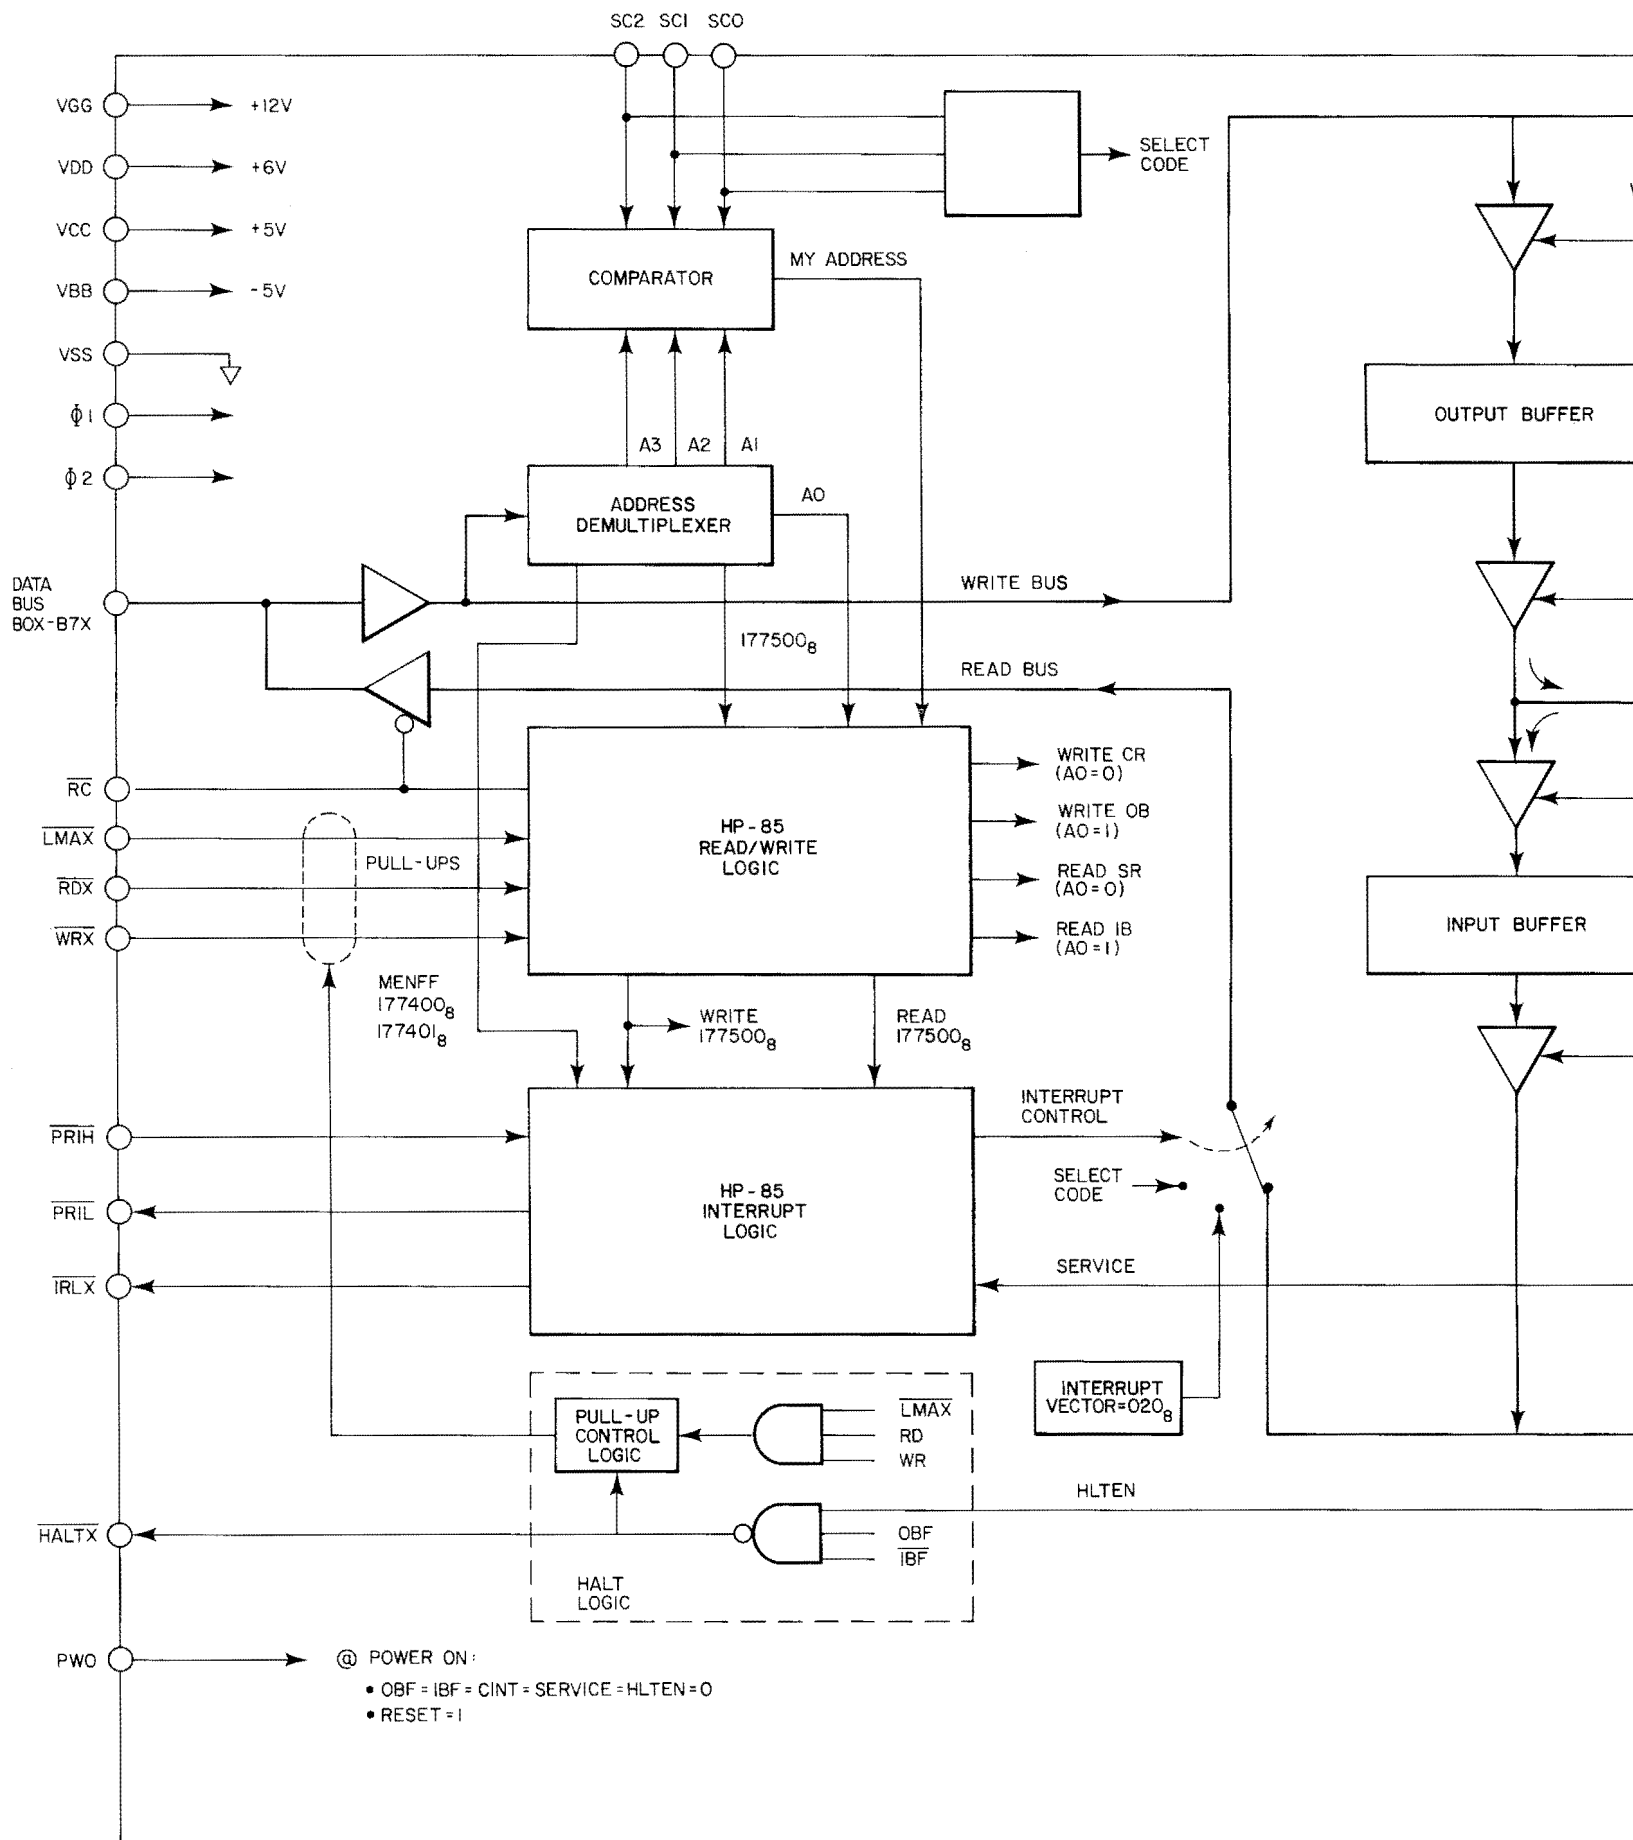 SC2 SC1 SC0
VGG +12V
VDD +6V
SELECT
CODE
VCC +5V
MY ADDRESS
COMPARATOR
VBB -5V
VSS
Φ1
OUTPUT BUFFER
A3 A2 A1
Φ2
A0
ADDRESS
DEMULTIPLEXER
DATA
BUS
BOX-B7X
WRITE BUS
177500₈
READ BUS
WRITE CR
(A0=0)
RC
WRITE OB
(A0=1)
LMAX
HP-85
READ/WRITE
LOGIC
PULL-UPS
READ SR
(A0=0)
RDX
READ IB
(A0=1)
WRX
INPUT BUFFER
MENFF
177400₈
177401₈
WRITE
177500₈
READ
177500₈
INTERRUPT
CONTROL
PRIH
SELECT
CODE
HP-85
INTERRUPT
LOGIC
PRIL
SERVICE
IRLX
INTERRUPT
VECTOR=020₈
PULL-UP
CONTROL
LOGIC
LMAX
RD
WR
HLTEN
HALTX
OBF
IBF
HALT
LOGIC
PWO
@ POWER ON:
• OBF=IBF=CINT=SERVICE=HLTEN=0
• RESET=1